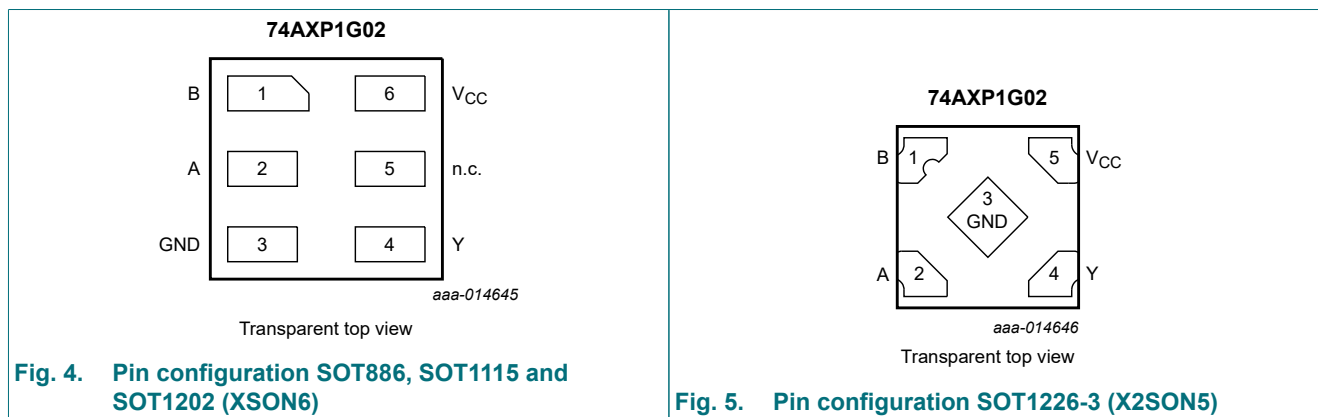 74AXP1G02
B 1 6 VCC
A 2 5 n.c.
GND 3 4 Y
aaa-014645
Transparent top view
Fig. 4. Pin configuration SOT886, SOT1115 and
SOT1202 (XSON6)
74AXP1G02
B 1 5 VCC
3
GND
A 2 4 Y
aaa-014646
Transparent top view
Fig. 5. Pin configuration SOT1226-3 (X2SON5)